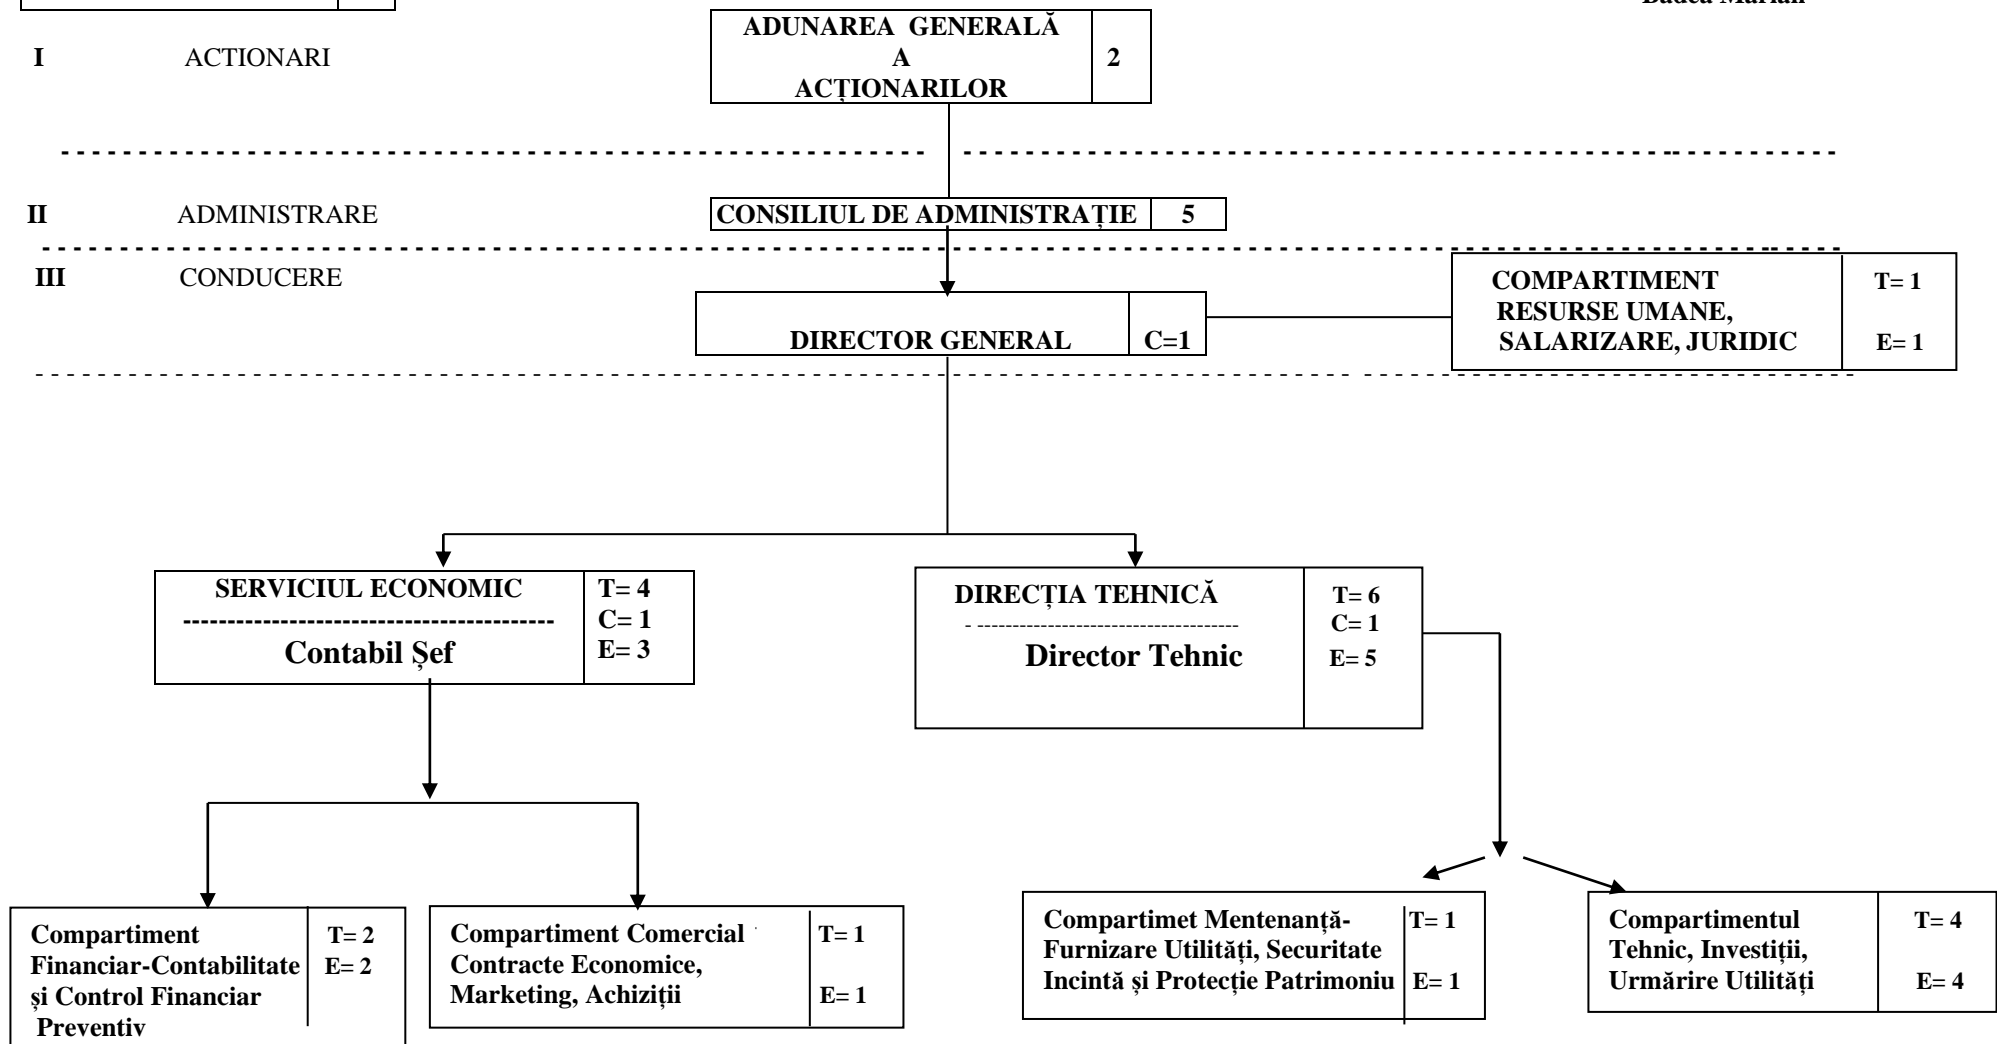 Badea Marian
I ACTIONARI
ADUNAREA GENERALĂ
A
ACȚIONARILOR
2
II ADMINISTRARE
CONSILIUL DE ADMINISTRAȚIE 5
III CONDUCERE
DIRECTOR GENERAL C=1
COMPARTIMENT
RESURSE UMANE,
SALARIZARE, JURIDIC
T= 1
E= 1
SERVICIUL ECONOMIC
Contabil Șef
T= 4
C= 1
E= 3
DIRECȚIA TEHNICĂ
Director Tehnic
T= 6
C= 1
E= 5
Compartiment
Financiar-Contabilitate
și Control Financiar
Preventiv
T= 2
E= 2
Compartiment Comercial
Contracte Economice,
Marketing, Achiziții
T= 1
E= 1
Compartimet Mentenanță-
Furnizare Utilități, Securitate
Incintă și Protecție Patrimoniu
T= 1
E= 1
Compartimentul
Tehnic, Investiții,
Urmărire Utilități
T= 4
E= 4